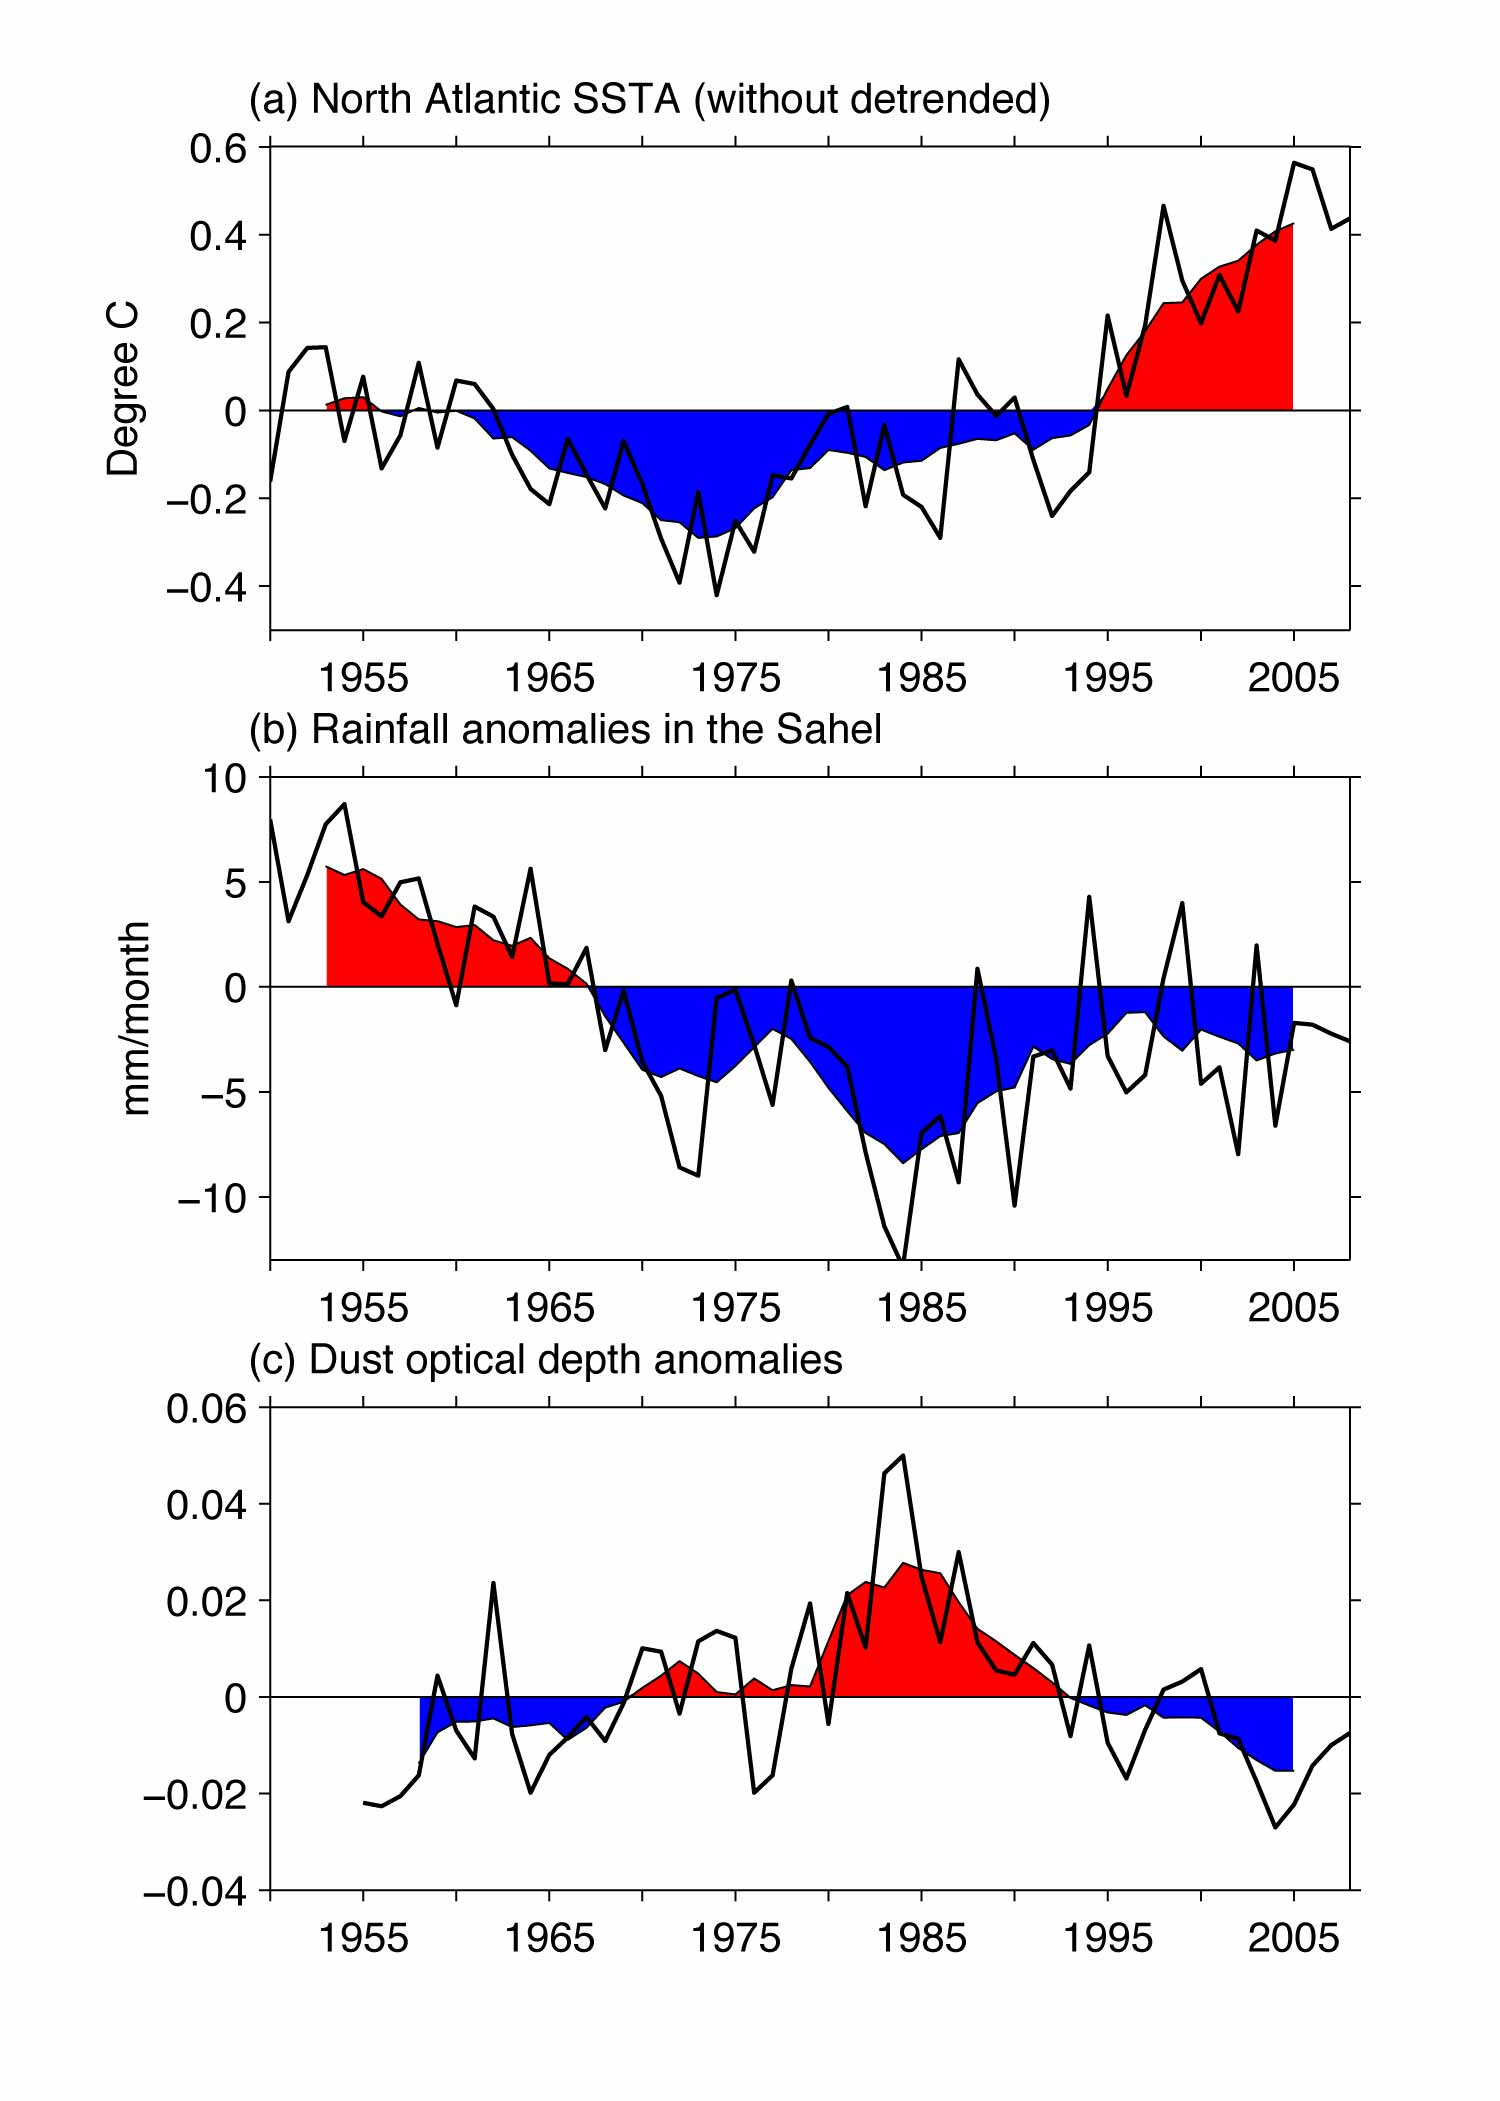 (a) North Atlantic SSTA (without detrended)
0.6
0.4
0.2
0
−0.2
−0.4
Degree C
1955 1965 1975 1985 1995 2005
(b) Rainfall anomalies in the Sahel
10
5
0
−5
−10
mm/month
1955 1965 1975 1985 1995 2005
(c) Dust optical depth anomalies
0.06
0.04
0.02
0
−0.02
−0.04
1955 1965 1975 1985 1995 2005